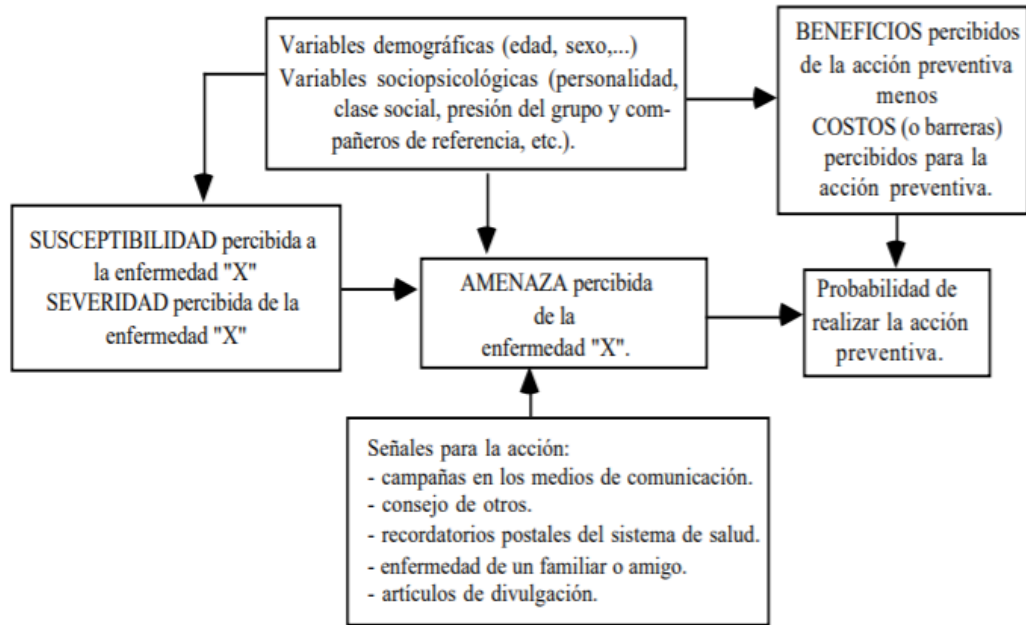 Variables demográficas (edad, sexo,...)
Variables sociopsicológicas (personalidad,
clase social, presión del grupo y com-
pañeros de referencia, etc.).
BENEFICIOS percibidos
de la acción preventiva
menos
COSTOS (o barreras)
percibidos para la
acción preventiva.
SUSCEPTIBILIDAD percibida a
la enfermedad "X"
SEVERIDAD percibida de la
enfermedad "X"
AMENAZA percibida
de la
enfermedad "X".
Probabilidad de
realizar la acción
preventiva.
Señales para la acción:
- campañas en los medios de comunicación.
- consejo de otros.
- recordatorios postales del sistema de salud.
- enfermedad de un familiar o amigo.
- artículos de divulgación.